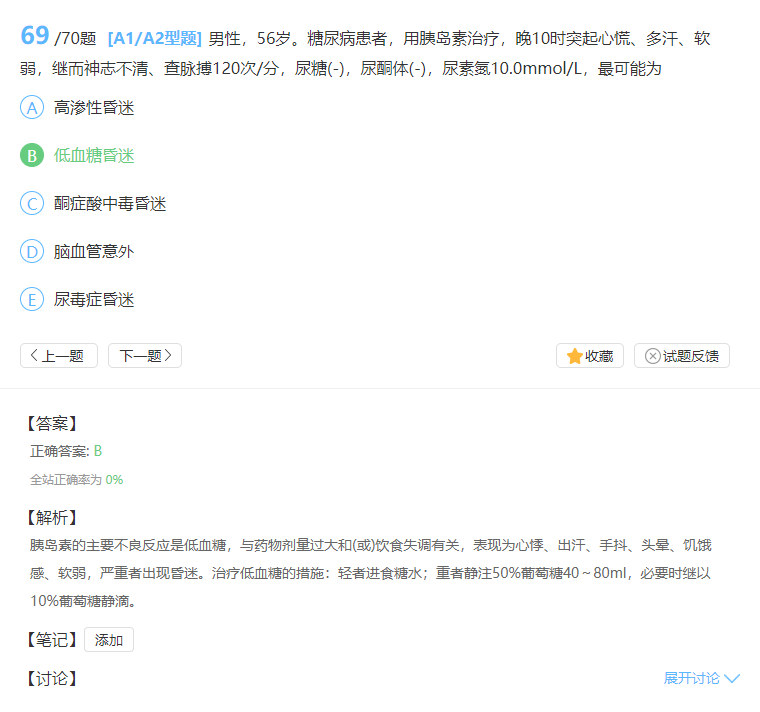 69 /70题 [A1/A2型题] 男性，56岁。糖尿病患者，用胰岛素治疗，晚10时突起心慌、多汗、软
弱，继而神志不清、查脉搏120次/分，尿糖(-)，尿酮体(-)，尿素氮10.0mmol/L，最可能为
A 高渗性昏迷
B 低血糖昏迷
C 酮症酸中毒昏迷
D 脑血管意外
E 尿毒症昏迷
上一题 下一题 收藏 试题反馈
【答案】
正确答案: B
全站正确率为 0%
【解析】
胰岛素的主要不良反应是低血糖，与药物剂量过大和(或)饮食失调有关，表现为心悸、出汗、手抖、头晕、饥饿
感、软弱，严重者出现昏迷。治疗低血糖的措施：轻者进食糖水；重者静注50%葡萄糖40～80ml，必要时继以
10%葡萄糖静滴。
【笔记】 添加
【讨论】 展开讨论